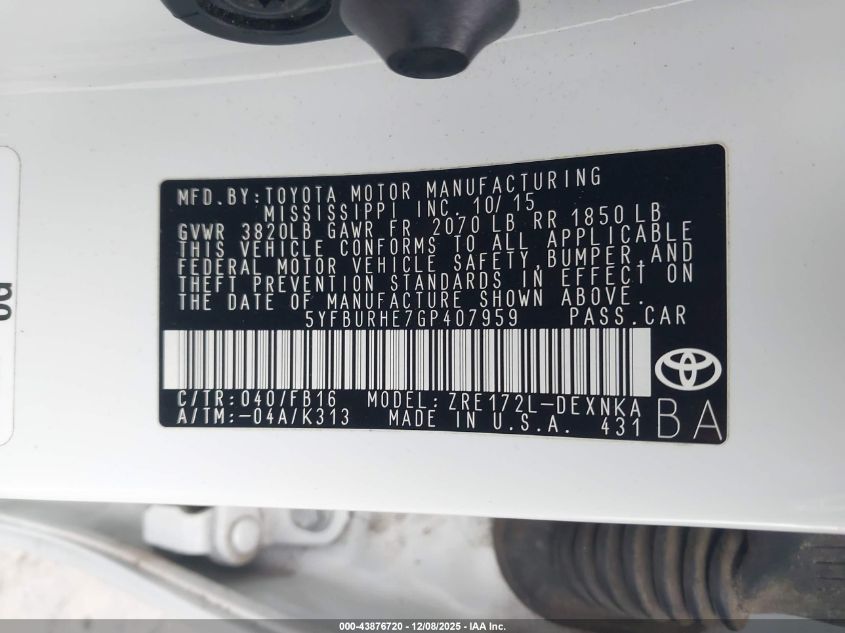 MFD. BY: TOYOTA MOTOR MANUFACTURING
MISSISSIPPI INC. 10/15
GVWR 3820LB GAWR FR 2070 LB RR 1850 LB
THIS VEHICLE CONFORMS TO ALL APPLICABLE
FEDERAL MOTOR VEHICLE SAFETY, BUMPER, AND
THEFT PREVENTION STANDARDS IN EFFECT ON
THE DATE OF MANUFACTURE SHOWN ABOVE.
5YFBURHE7GP407959 PASS.CAR
C/TR: 040/FB16 MODEL: ZRE172L-DEXNKA
A/TM: -04A/K313 MADE IN U.S.A. 431
BA
000-43876720 - 12/08/2025 - IAA Inc.